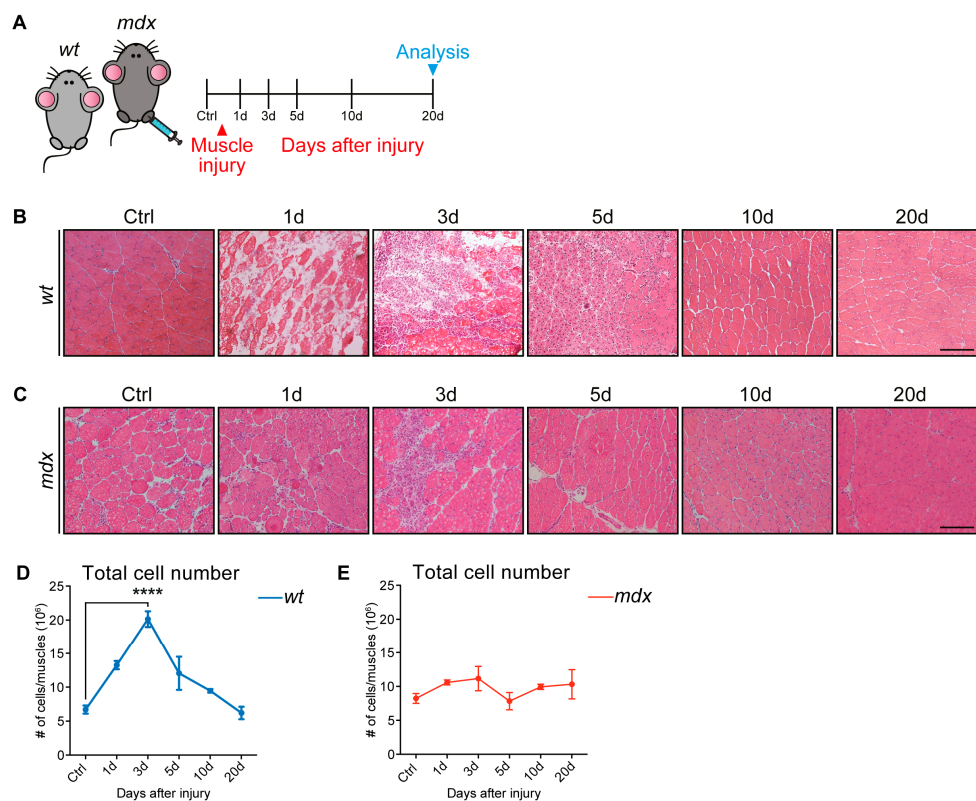 A
wt
mdx
Analysis
Ctrl 1d 3d 5d 10d 20d
Muscle
injury
Days after injury
B
Ctrl 1d 3d 5d 10d 20d
wt
C
Ctrl 1d 3d 5d 10d 20d
mdx
D
Total cell number
****
wt
# of cells/muscles (10⁶)
25
20
15
10
5
0
Ctrl 1d 3d 5d 10d 20d
Days after injury
E
Total cell number
mdx
# of cells/muscles (10⁶)
25
20
15
10
5
0
Ctrl 1d 3d 5d 10d 20d
Days after injury